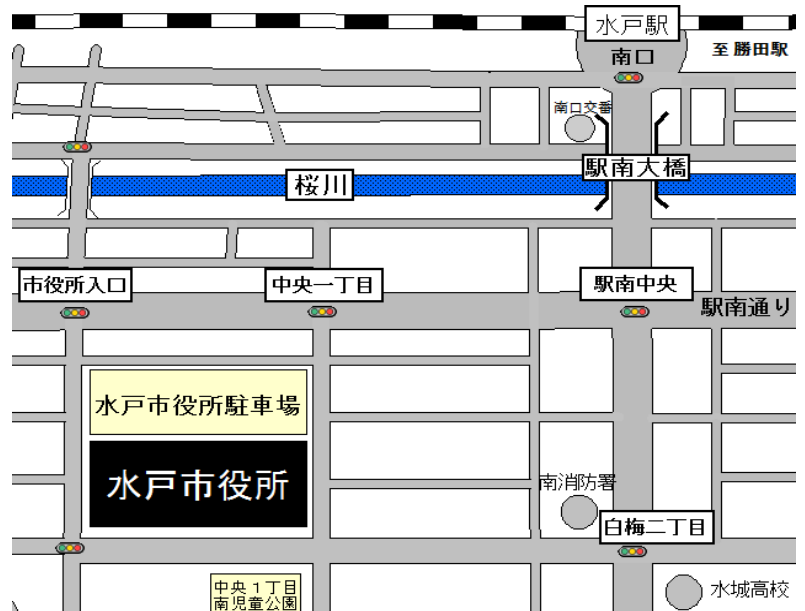 水戸駅
南口
至 勝田駅
南口交番
駅南大橋
桜川
市役所入口
中央一丁目
駅南中央
駅南通り
水戸市役所駐車場
水戸市役所
南消防署
白梅二丁目
中央１丁目
南児童公園
水城高校